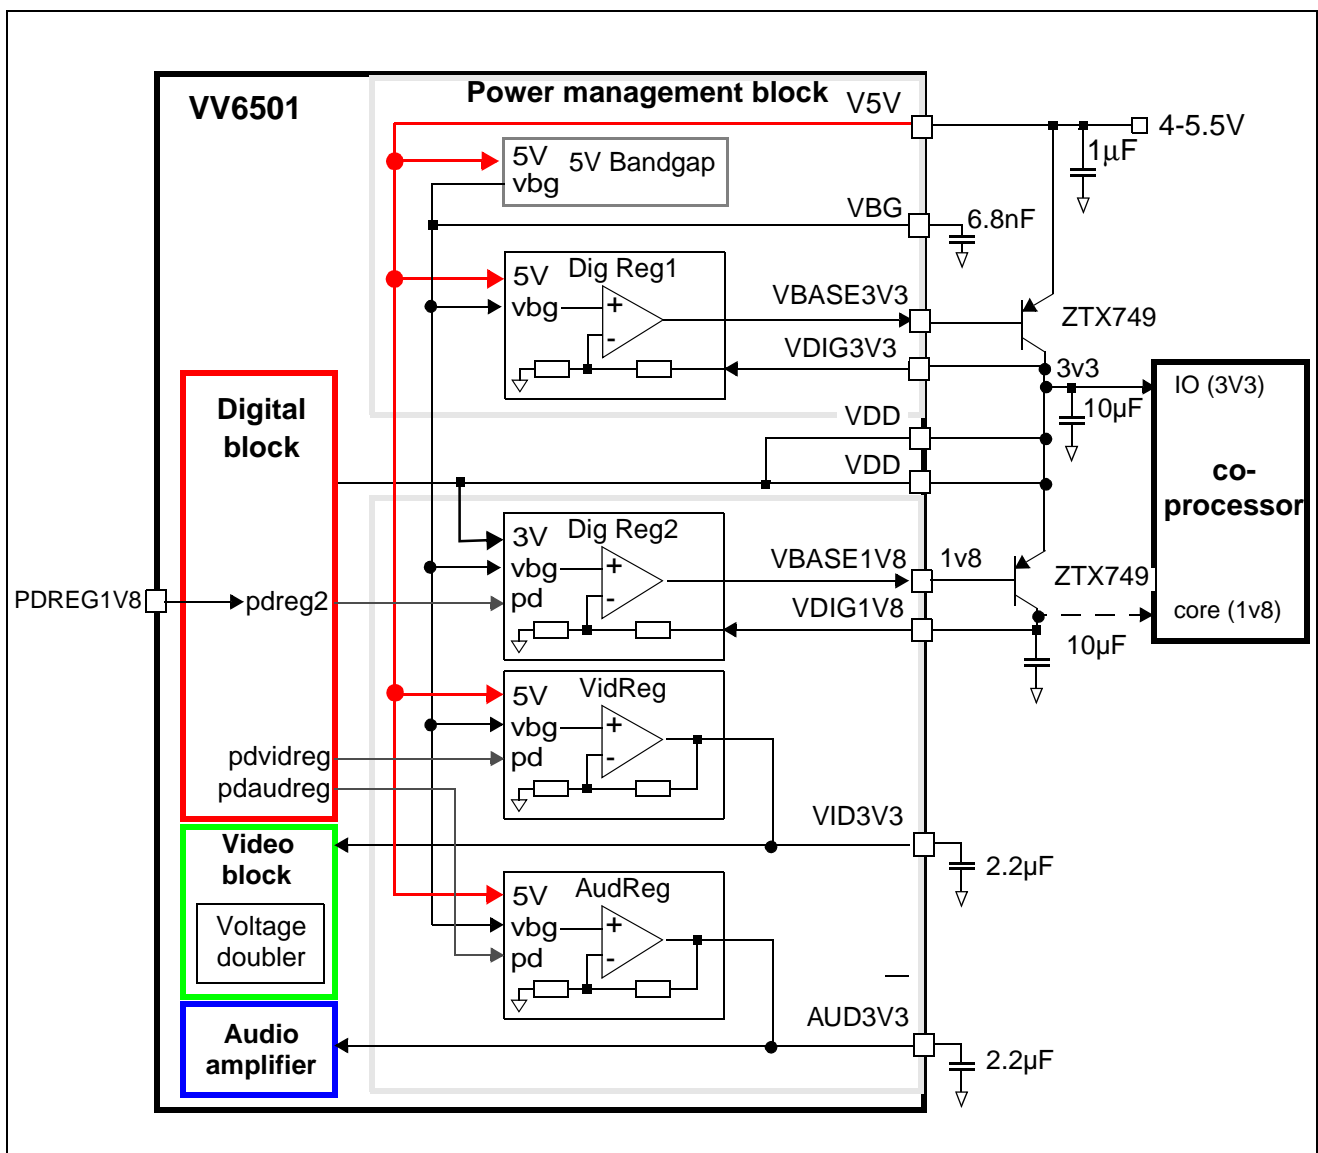 Power management block
VV6501
V5V
4-5.5V
1µF
5V
5V Bandgap
vbg
VBG
6.8nF
Dig Reg1
5V
vbg
+
-
VBASE3V3
ZTX749
VDIG3V3
3v3
IO (3V3)
10µF
Digital
block
VDD
VDD
co-
processor
Dig Reg2
3V
vbg
pd
+
-
VBASE1V8
1v8
ZTX749
PDREG1V8
pdreg2
VDIG1V8
core (1v8)
10µF
VidReg
5V
vbg
pd
+
-
pdvidreg
pdaudreg
VID3V3
2.2µF
Video
block
Voltage
doubler
AudReg
5V
vbg
pd
+
-
AUD3V3
2.2µF
Audio
amplifier